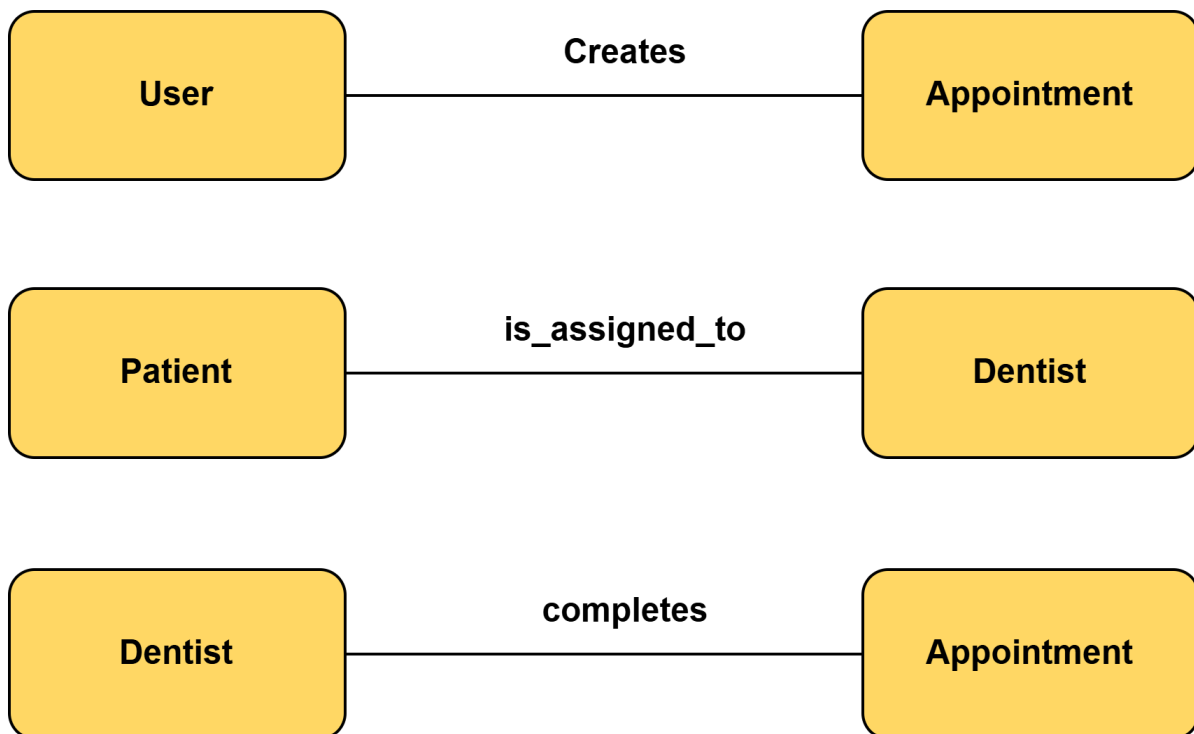 User
Creates
Appointment
Patient
is_assigned_to
Dentist
Dentist
completes
Appointment